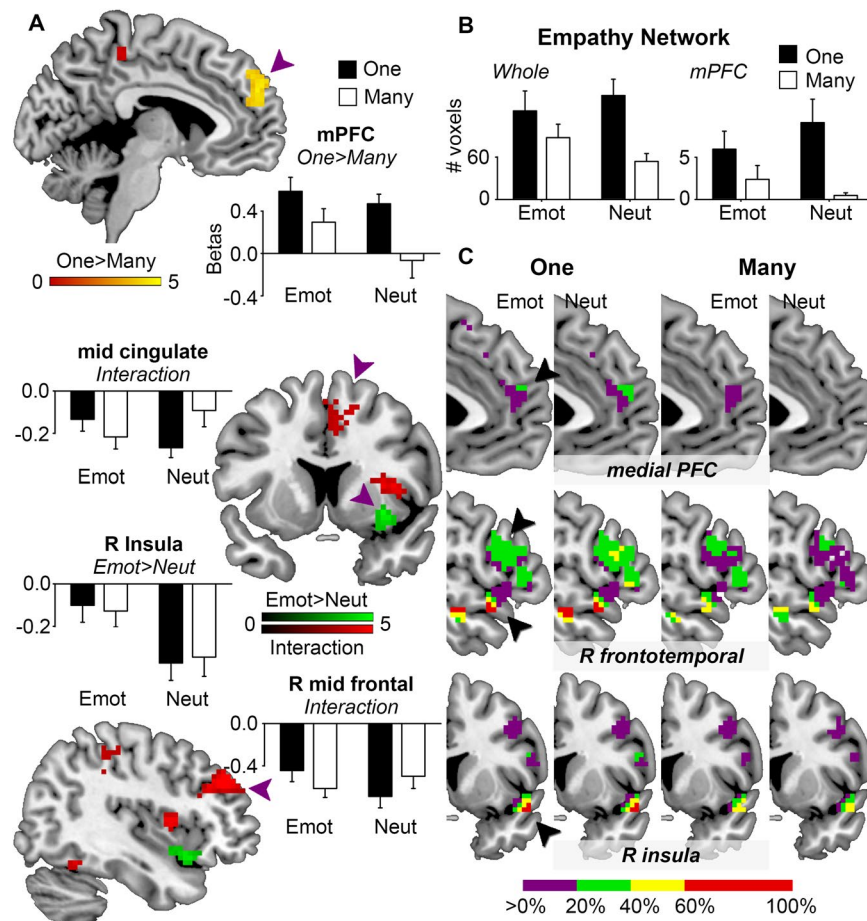 A
One
Many
mPFC
One>Many
0.4
0.0
-0.4
Betas
Emot Neut
0 One>Many 5
mid cingulate
Interaction
0.0
-0.2
Emot Neut
R Insula
Emot>Neut
0.0
-0.2
Emot Neut
Emot>Neut
0 5
Interaction
R mid frontal
Interaction
0.0
-0.4
Emot Neut
B
Empathy Network
Whole
mPFC
One
Many
# voxels
60
0
Emot Neut
5
0
Emot Neut
C
One Many
Emot Neut Emot Neut
medial PFC
R frontotemporal
R insula
>0% 20% 40% 60% 100%